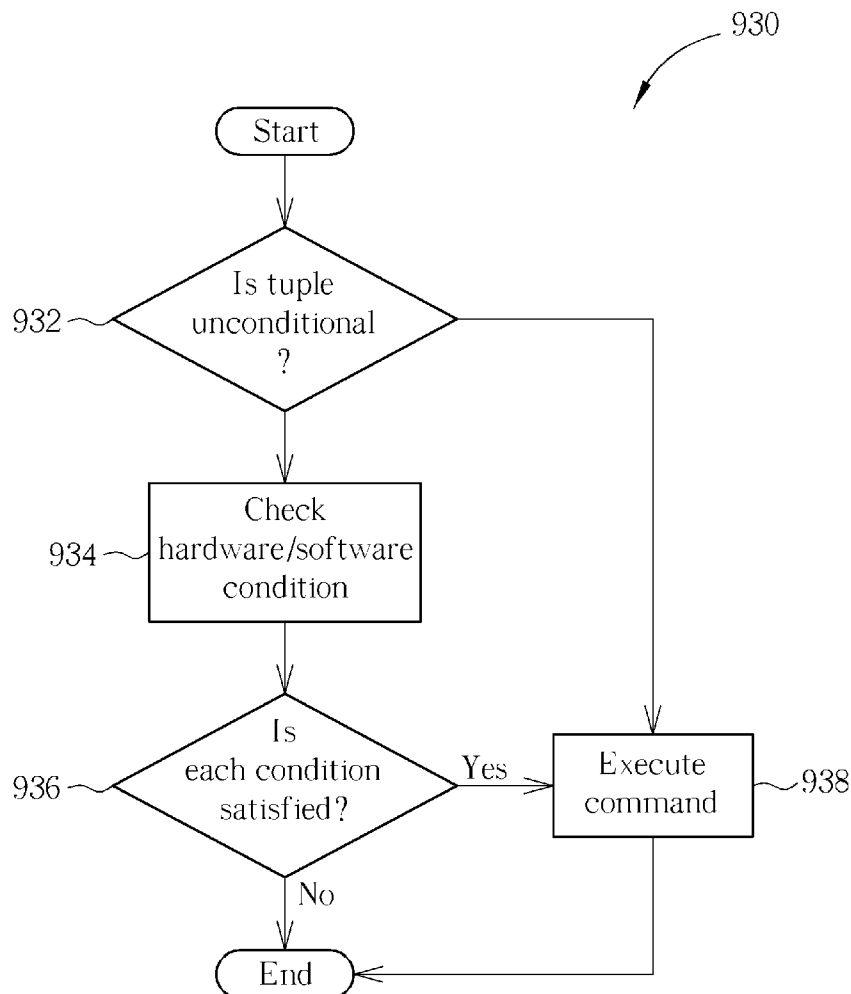 930
Start
Is tuple
unconditional
?
932
Check
hardware/software
condition
934
Is
each condition
satisfied?
936
Yes
Execute
command
938
No
End